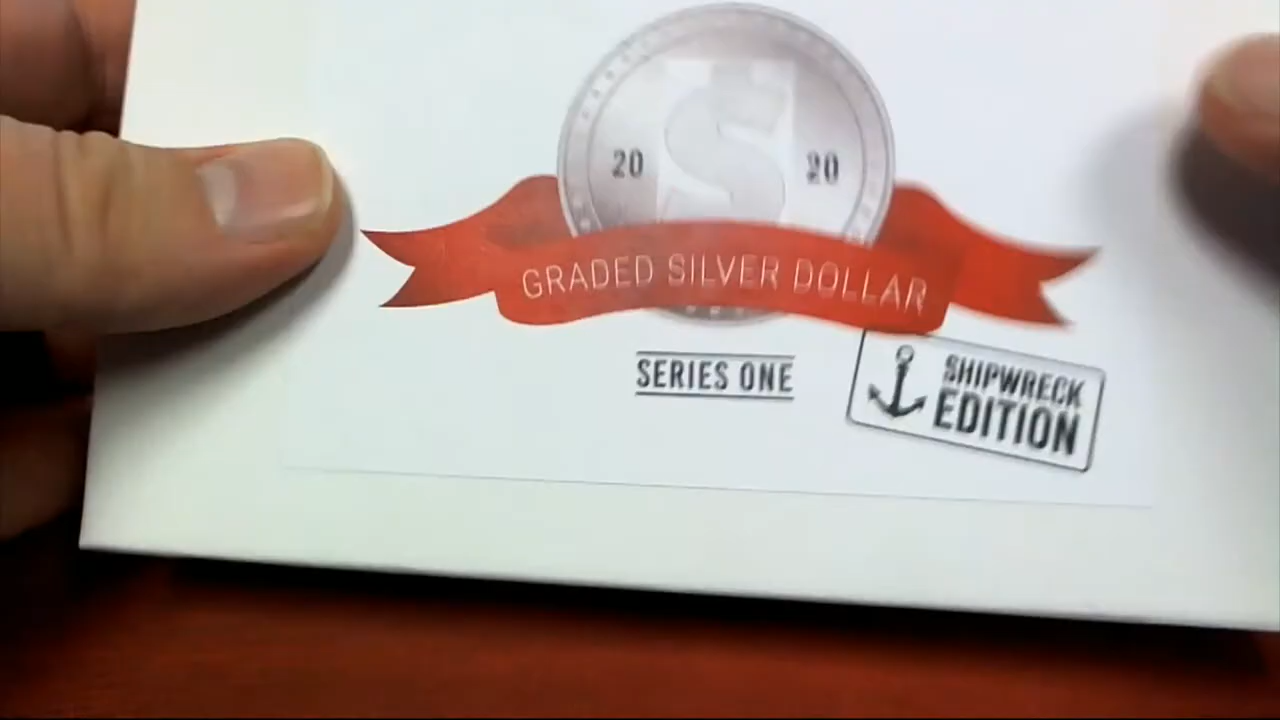 20 20
GRADED SILVER DOLLAR
SERIES ONE
SHIPWRECK
EDITION